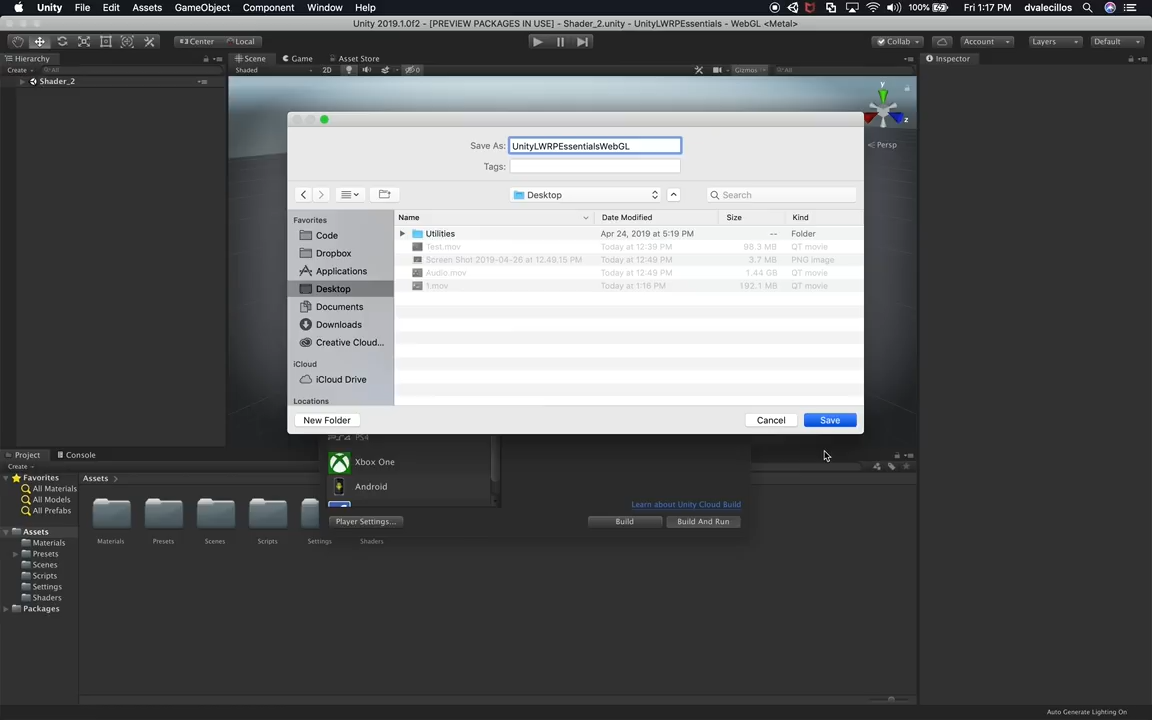 Unity File Edit Assets GameObject Component Window Help 100% Fri 1:17 PM dvalecillos
Unity 2019.1.0f2 - [PREVIEW PACKAGES IN USE] - Shader_2.unity - UnityLWRPEssentials - WebGL <Metal>
Center Local Collab Account Layers Default
Hierarchy Scene Game Asset Store Inspector
Create All Shaded 2D 0 Gizmos All
Shader_2
y
z
Persp
Save As: UnityLWRPEssentialsWebGL
Tags:
Desktop Search
Favorites
Code
Dropbox
Applications
Desktop
Documents
Downloads
Creative Cloud...
iCloud
iCloud Drive
Locations
Name Date Modified Size Kind
Utilities Apr 24, 2019 at 5:19 PM -- Folder
Test.mov Today at 12:39 PM 98.3 MB QT movie
Screen Shot 2019-04-26 at 12.49.15 PM Today at 12:49 PM 3.7 MB PNG image
Audio.mov Today at 12:49 PM 1.44 GB QT movie
1.mov Today at 1:16 PM 192.1 MB QT movie
New Folder Cancel Save
PS4
Xbox One
Android
Learn about Unity Cloud Build
Player Settings... Build Build And Run
Project Console
Create
Favorites
All Materials
All Models
All Prefabs
Assets
Materials
Presets
Scenes
Scripts
Settings
Shaders
Packages
Assets
Materials Presets Scenes Scripts Settings Shaders
Auto Generate Lighting On